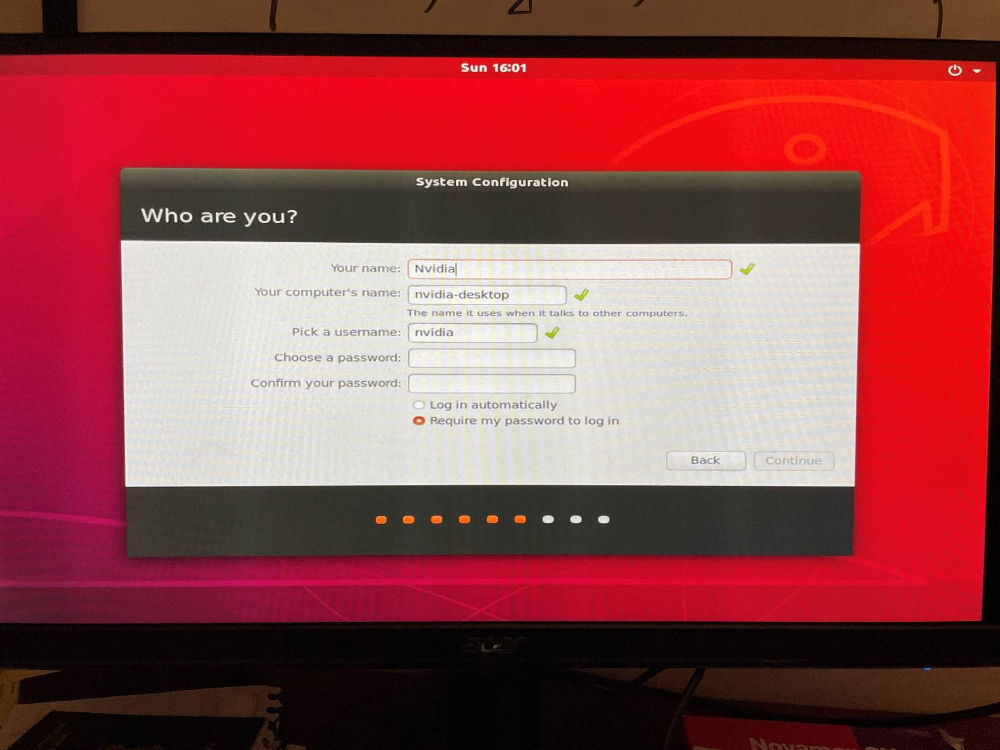 Sun 16:01
System Configuration
Who are you?
Your name: Nvidia
Your computer's name: nvidia-desktop
The name it uses when it talks to other computers.
Pick a username: nvidia
Choose a password:
Confirm your password:
Log in automatically
Require my password to log in
Back Continue
acer